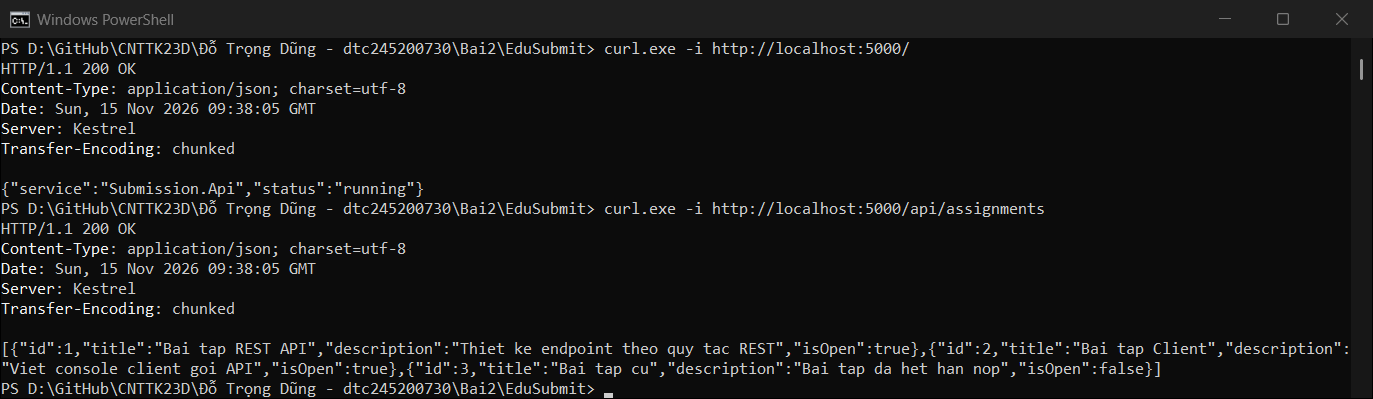 Windows PowerShell
PS D:\GitHub\CNTTK23D\Đỗ Trọng Dũng - dtc245200730\Bai2\EduSubmit> curl.exe -i http://localhost:5000/
HTTP/1.1 200 OK
Content-Type: application/json; charset=utf-8
Date: Sun, 15 Nov 2026 09:38:05 GMT
Server: Kestrel
Transfer-Encoding: chunked
{"service":"Submission.Api","status":"running"}
PS D:\GitHub\CNTTK23D\Đỗ Trọng Dũng - dtc245200730\Bai2\EduSubmit> curl.exe -i http://localhost:5000/api/assignments
HTTP/1.1 200 OK
Content-Type: application/json; charset=utf-8
Date: Sun, 15 Nov 2026 09:38:05 GMT
Server: Kestrel
Transfer-Encoding: chunked
[{"id":1,"title":"Bai tap REST API","description":"Thiet ke endpoint theo quy tac REST","isOpen":true},{"id":2,"title":"Bai tap Client","description":
"Viet console client goi API","isOpen":true},{"id":3,"title":"Bai tap cu","description":"Bai tap da het han nop","isOpen":false}]
PS D:\GitHub\CNTTK23D\Đỗ Trọng Dũng - dtc245200730\Bai2\EduSubmit>